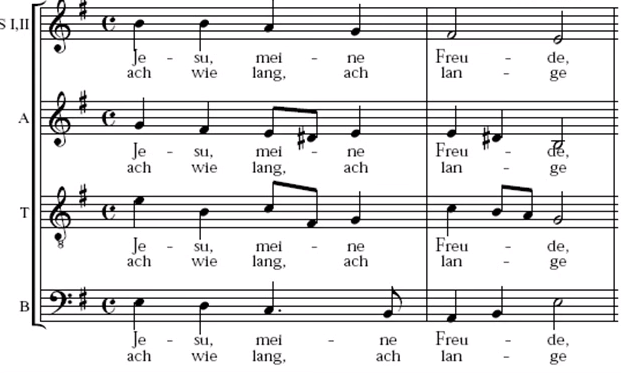 S I,II
Je - su, mei - ne Freu - de,
ach wie lang, ach lan - ge
A
Je - su, mei - ne Freu - de,
ach wie lang, ach lan - ge
T
8
Je - su, mei - ne Freu - de,
ach wie lang, ach lan - ge
B
Je - su, mei - ne Freu - de,
ach wie lang, ach lan - ge